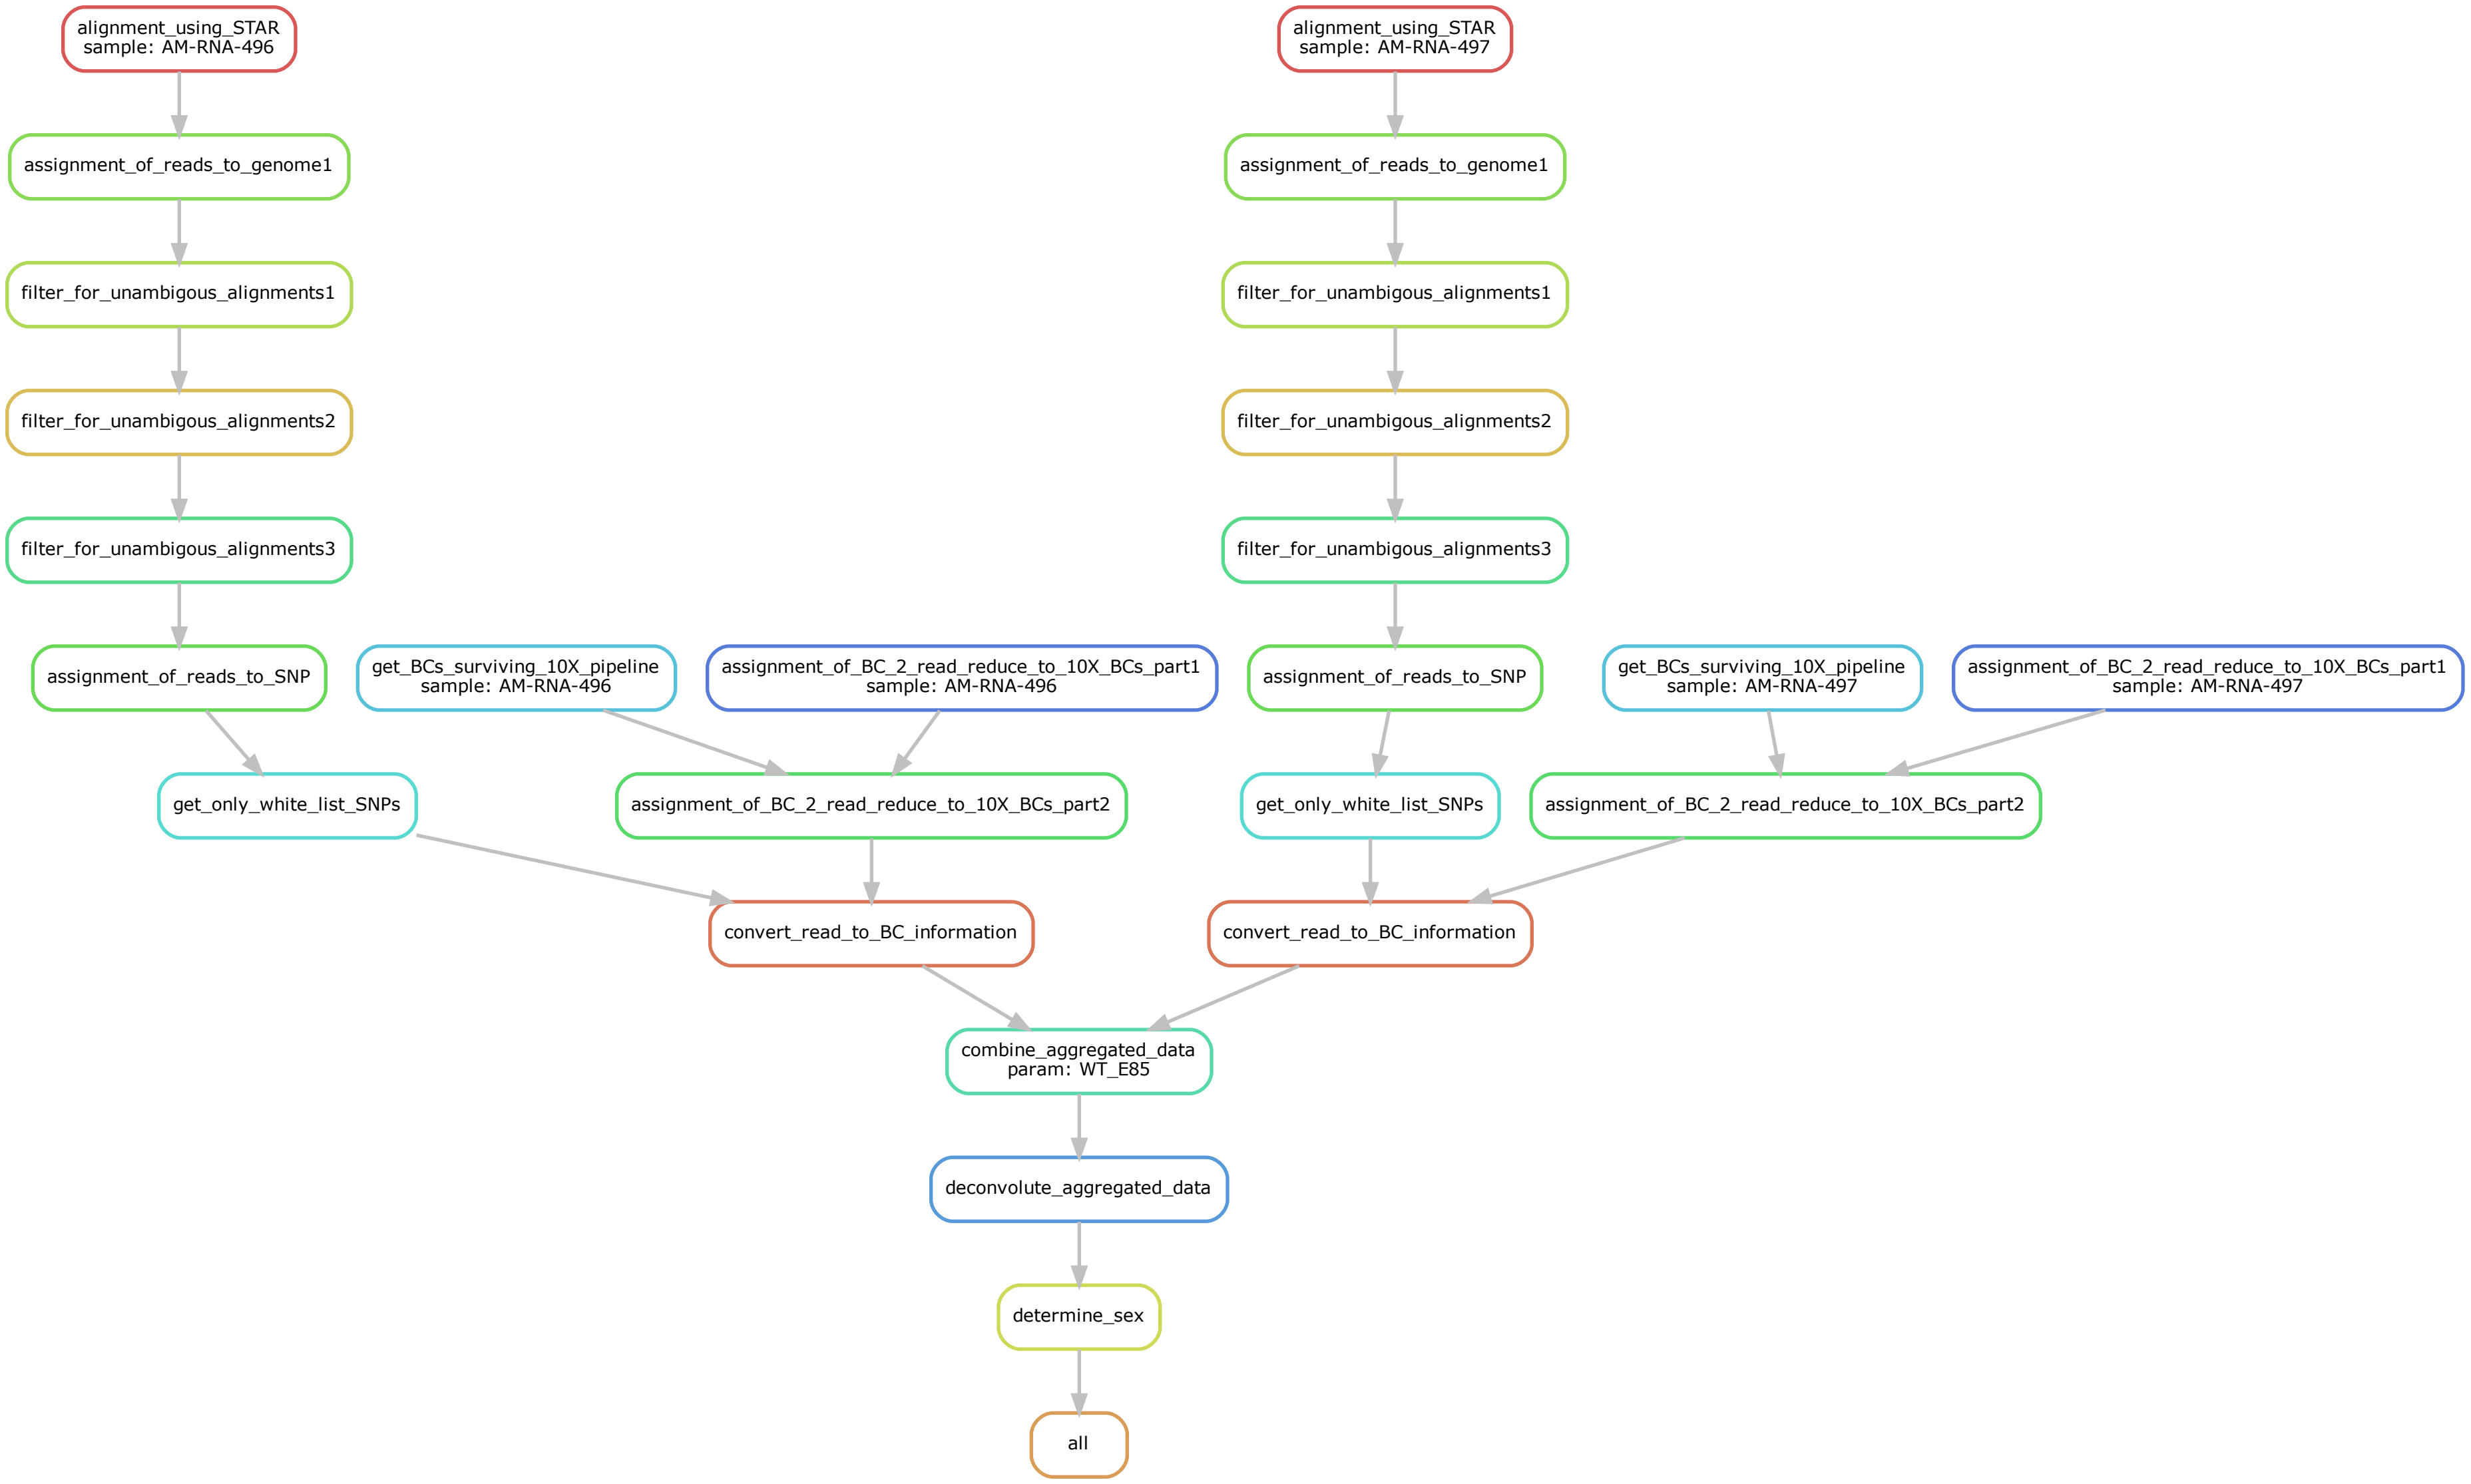 alignment_using_STAR
sample: AM-RNA-496
alignment_using_STAR
sample: AM-RNA-497
assignment_of_reads_to_genome1
assignment_of_reads_to_genome1
filter_for_unambigous_alignments1
filter_for_unambigous_alignments1
filter_for_unambigous_alignments2
filter_for_unambigous_alignments2
filter_for_unambigous_alignments3
filter_for_unambigous_alignments3
assignment_of_reads_to_SNP
get_BCs_surviving_10X_pipeline
sample: AM-RNA-496
assignment_of_BC_2_read_reduce_to_10X_BCs_part1
sample: AM-RNA-496
assignment_of_reads_to_SNP
get_BCs_surviving_10X_pipeline
sample: AM-RNA-497
assignment_of_BC_2_read_reduce_to_10X_BCs_part1
sample: AM-RNA-497
get_only_white_list_SNPs
assignment_of_BC_2_read_reduce_to_10X_BCs_part2
get_only_white_list_SNPs
assignment_of_BC_2_read_reduce_to_10X_BCs_part2
convert_read_to_BC_information
convert_read_to_BC_information
combine_aggregated_data
param: WT_E85
deconvolute_aggregated_data
determine_sex
all